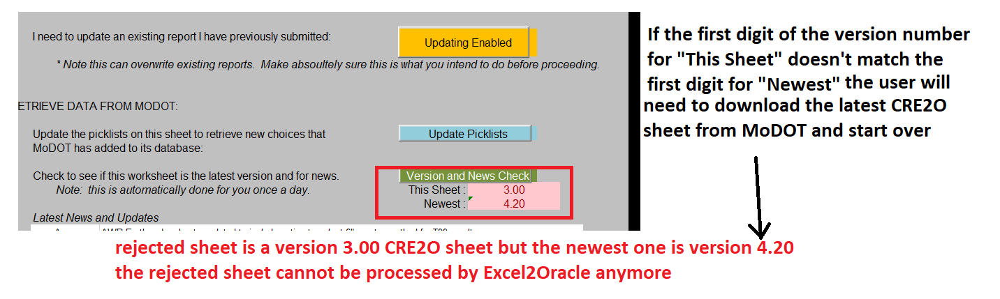 I need to update an existing report I have previously submitted:
Updating Enabled
* Note this can overwrite existing reports. Make absoultely sure this is what you intend to do before proceeding.
ETRIEVE DATA FROM MODOT:
Update the picklists on this sheet to retrieve new choices that
MoDOT has added to its database:
Update Picklists
Check to see if this worksheet is the latest version and for news.
Note: this is automatically done for you once a day.
Version and News Check
This Sheet : 3.00
Newest : 4.20
Latest News and Updates
If the first digit of the version number
for "This Sheet" doesn't match the
first digit for "Newest" the user will
need to download the latest CRE2O
sheet from MoDOT and start over
rejected sheet is a version 3.00 CRE2O sheet but the newest one is version 4.20
the rejected sheet cannot be processed by Excel2Oracle anymore